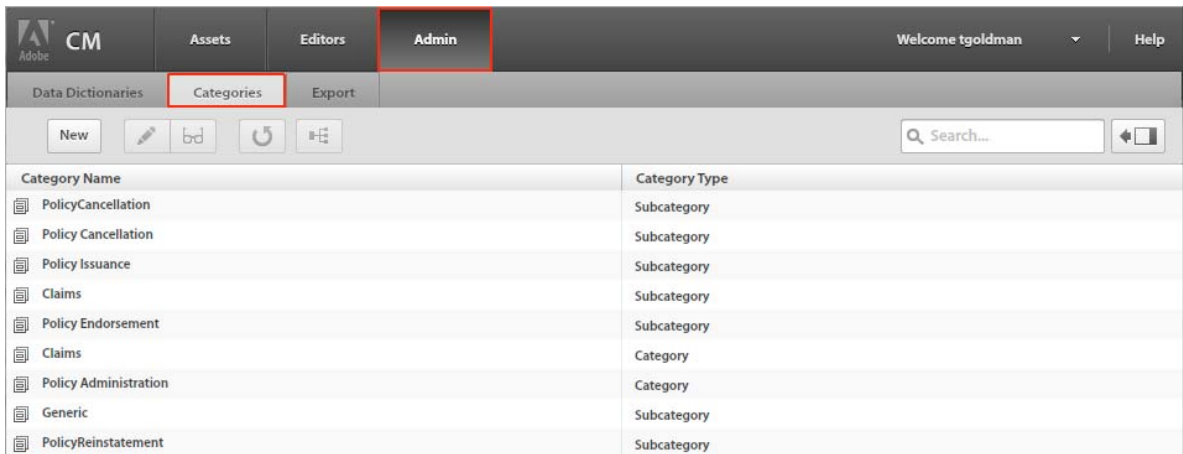 Adobe CM Assets Editors Admin Welcome tgoldman Help
Data Dictionaries Categories Export
New Search...
Category Name Category Type
PolicyCancellation Subcategory
Policy Cancellation Subcategory
Policy Issuance Subcategory
Claims Subcategory
Policy Endorsement Subcategory
Claims Category
Policy Administration Category
Generic Subcategory
PolicyReinstatement Subcategory